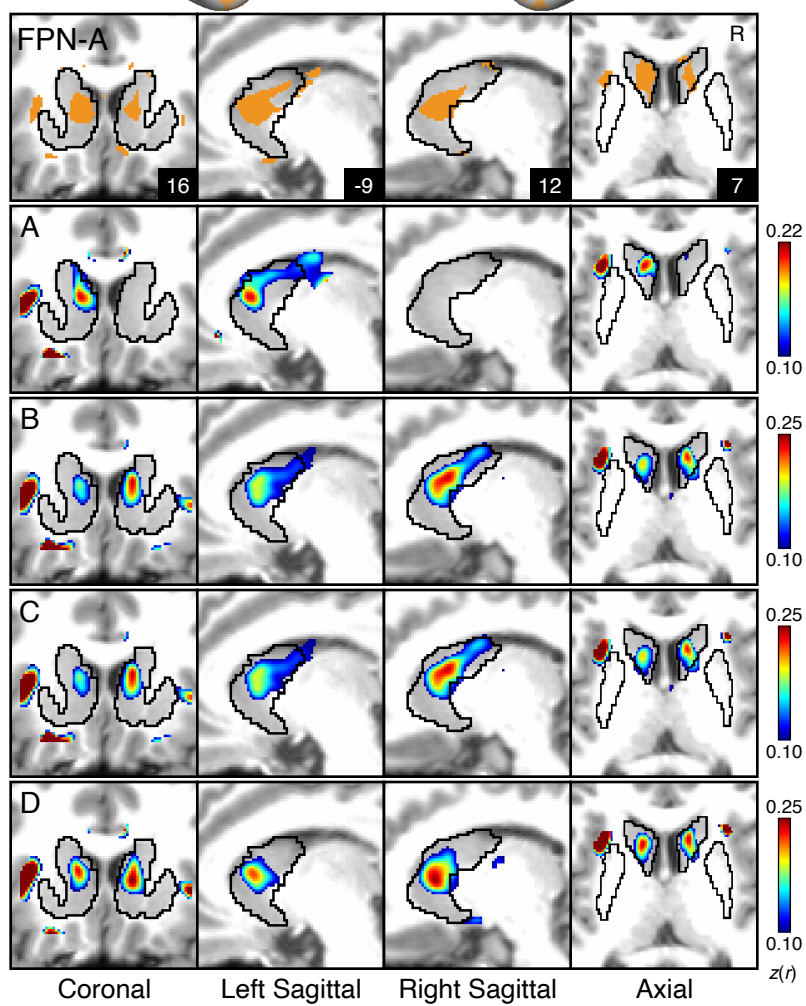 FPN-A
R
16
-9
12
7
A
0.22
0.10
B
0.25
0.10
C
0.25
0.10
D
0.25
0.10
z(r)
Coronal
Left Sagittal
Right Sagittal
Axial